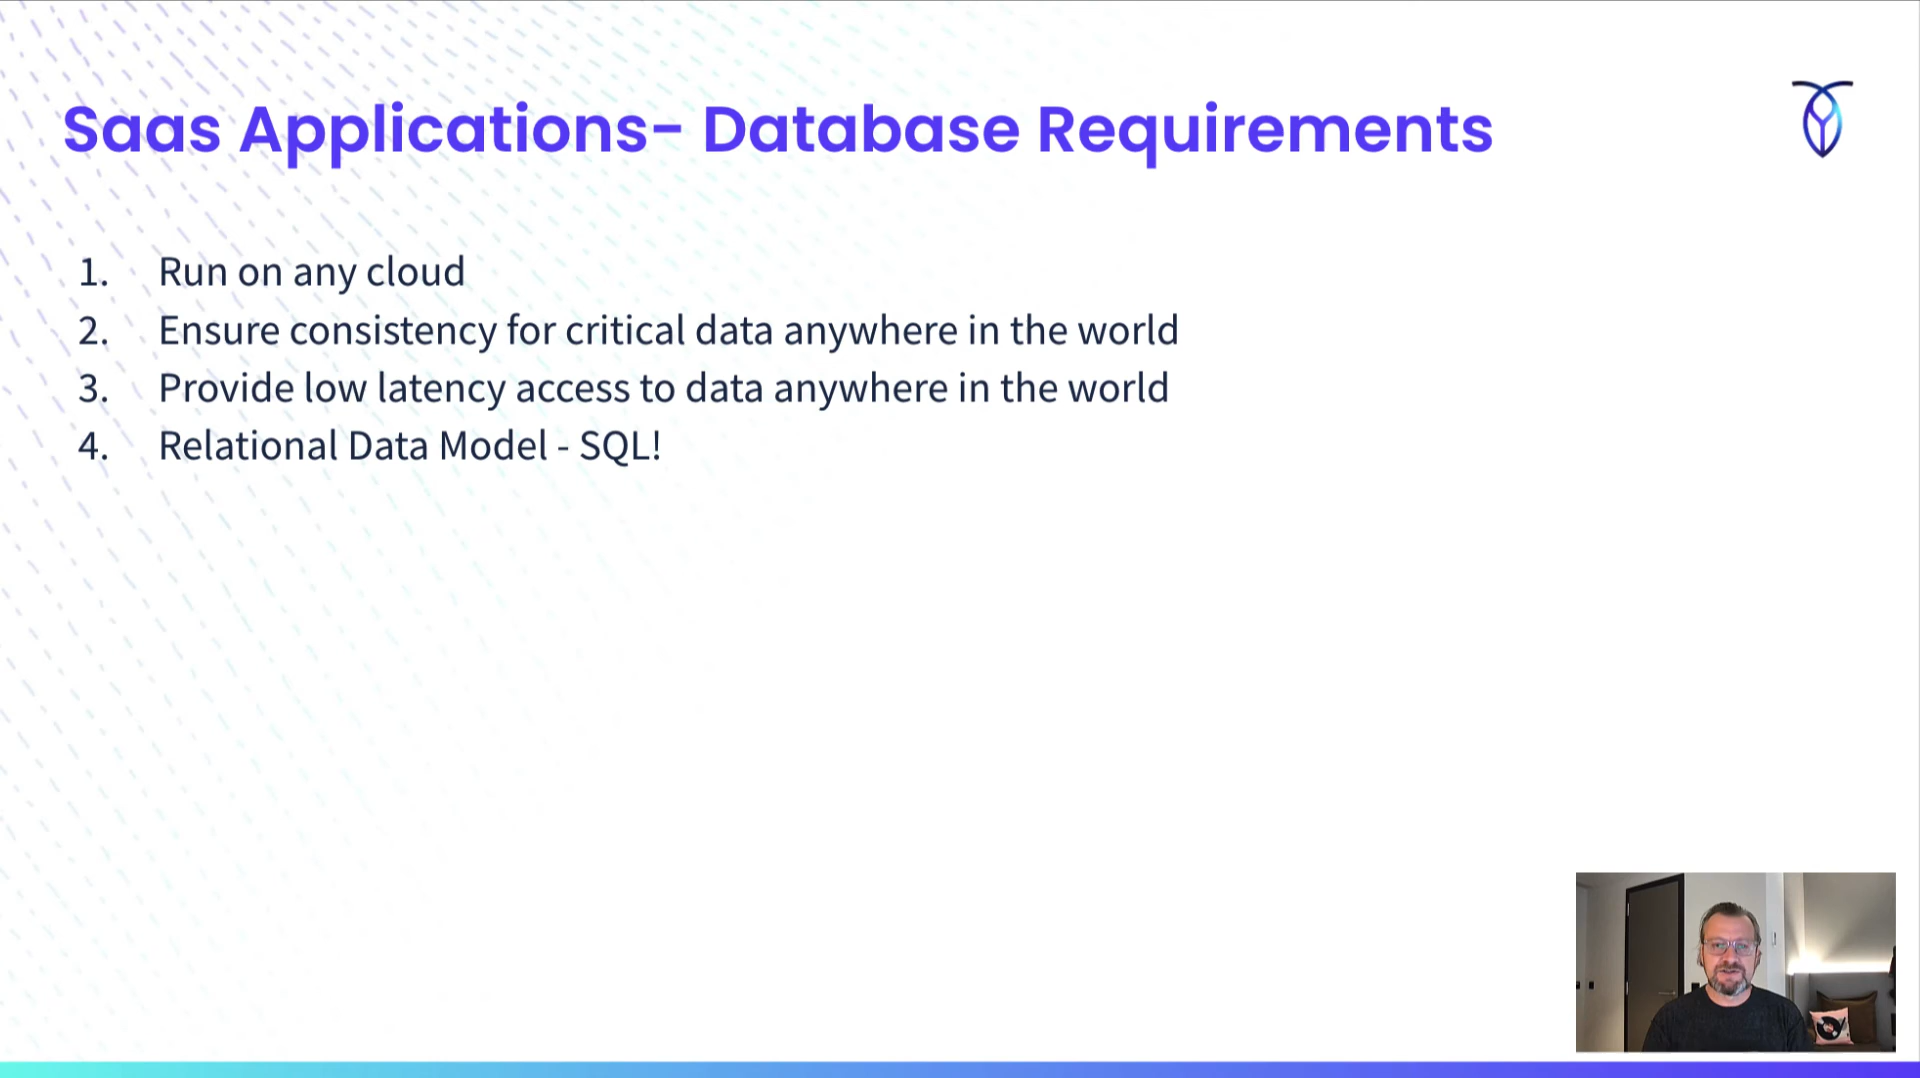 Saas Applications- Database Requirements
1. Run on any cloud
2. Ensure consistency for critical data anywhere in the world
3. Provide low latency access to data anywhere in the world
4. Relational Data Model - SQL!